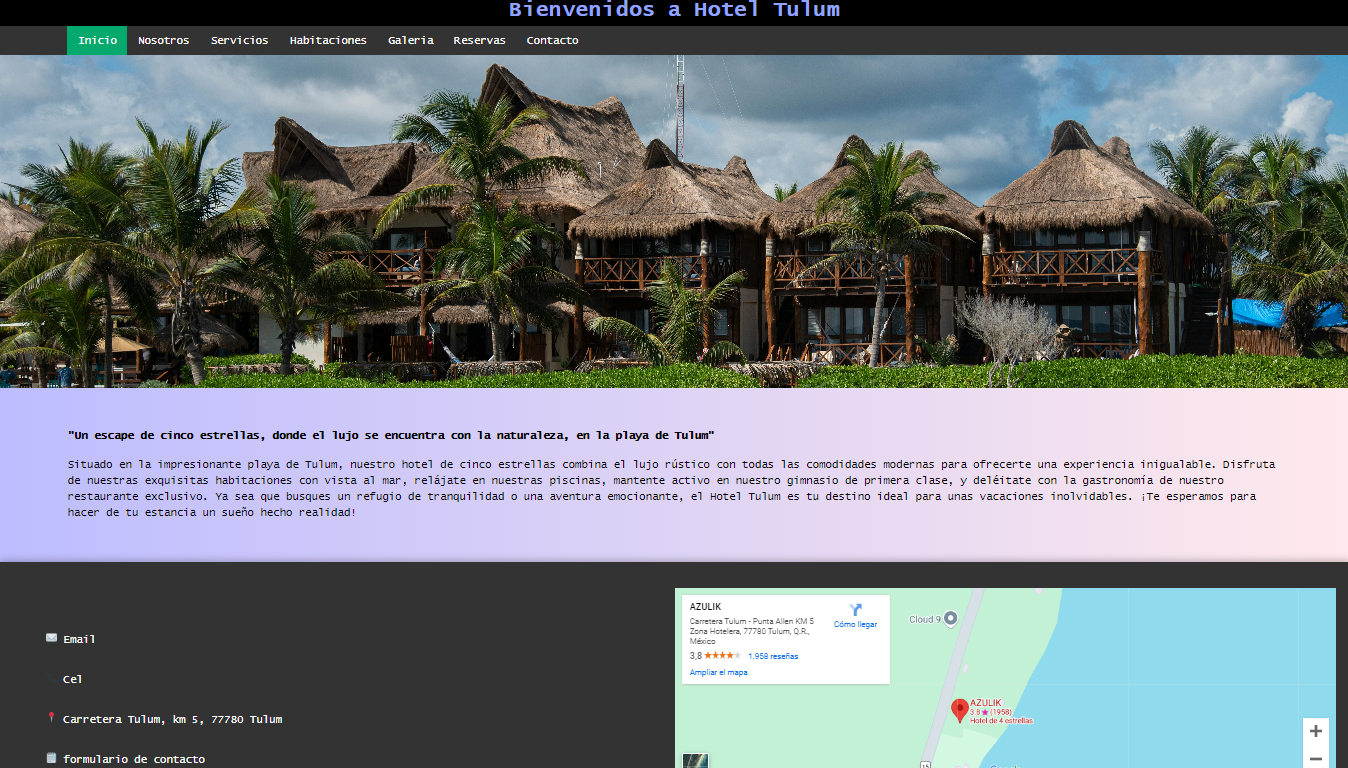 Bienvenidos a Hotel Tulum
Inicio Nosotros Servicios Habitaciones Galeria Reservas Contacto
"Un escape de cinco estrellas, donde el lujo se encuentra con la naturaleza, en la playa de Tulum"
Situado en la impresionante playa de Tulum, nuestro hotel de cinco estrellas combina el lujo rústico con todas las comodidades modernas para ofrecerte una experiencia inigualable. Disfruta
de nuestras exquisitas habitaciones con vista al mar, relájate en nuestras piscinas, mantente activo en nuestro gimnasio de primera clase, y deléitate con la gastronomía de nuestro
restaurante exclusivo. Ya sea que busques un refugio de tranquilidad o una aventura emocionante, el Hotel Tulum es tu destino ideal para unas vacaciones inolvidables. ¡Te esperamos para
hacer de tu estancia un sueño hecho realidad!
Email
Cel
Carretera Tulum, km 5, 77780 Tulum
formulario de contacto
AZULIK
Carretera Tulum - Punta Allen KM 5
Zona Hotelera, 77780 Tulum, Q.R.,
México
3,8 ★★★★★ 1.958 reseñas
Ampliar el mapa
Cómo llegar
Cloud 9
AZULIK
3.8 ★ (1958)
Hotel de 4 estrellas
15
+
−